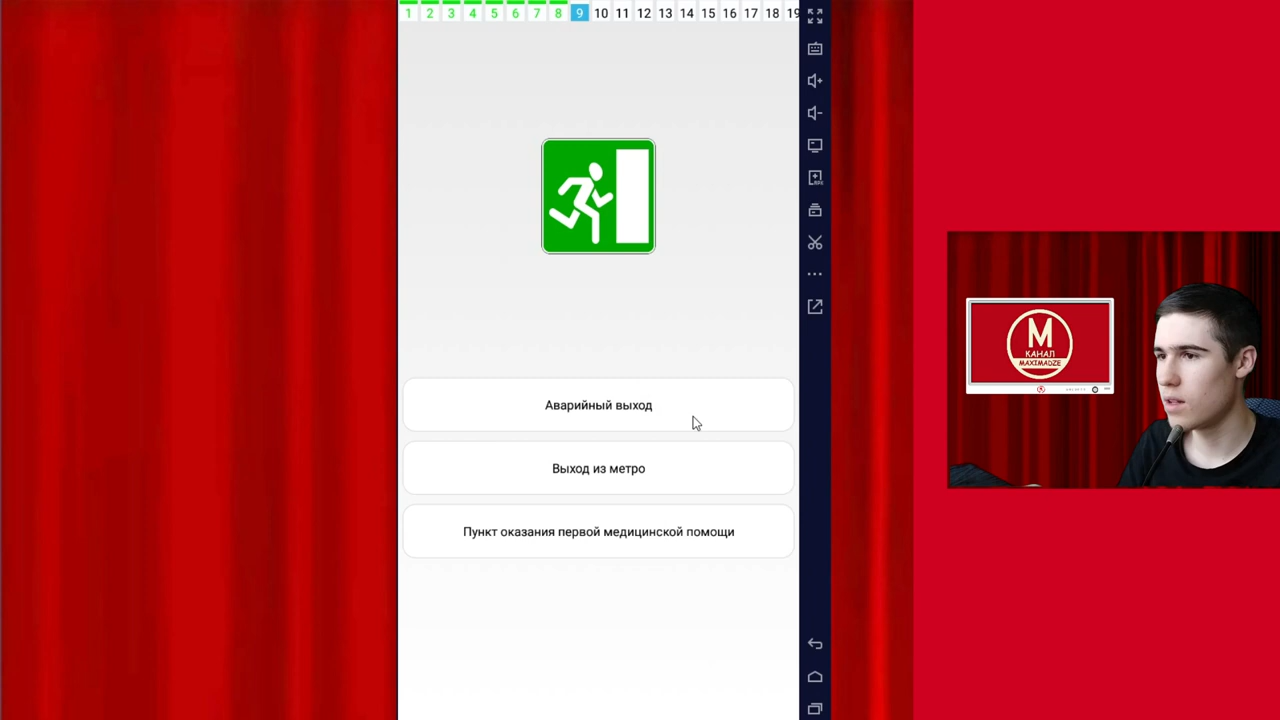 1 2 3 4 5 6 7 8 9 10 11 12 13 14 15 16 17 18 19
Аварийный выход
Выход из метро
Пункт оказания первой медицинской помощи
М
КАНАЛ
MAXIMADZE